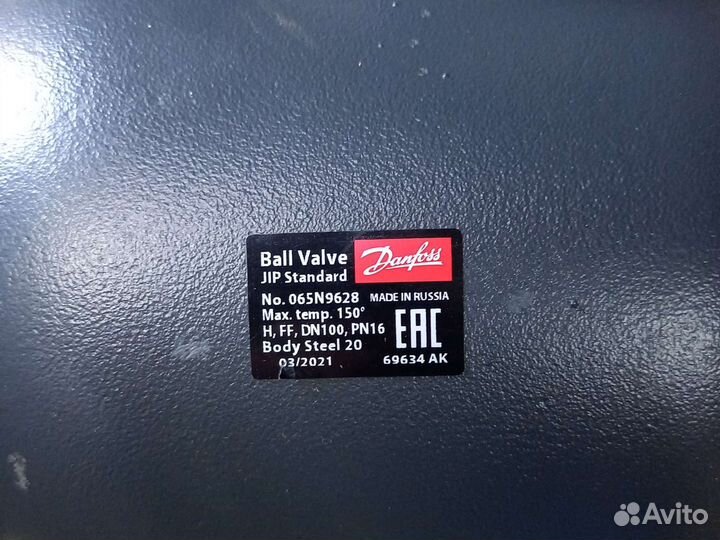 Ball Valve
JIP Standard
Danfoss
No. 065N9628 MADE IN RUSSIA
Max. temp. 150°
H, FF, DN100, PN16
EAC
Body Steel 20
03/2021 69634 AK
Avito